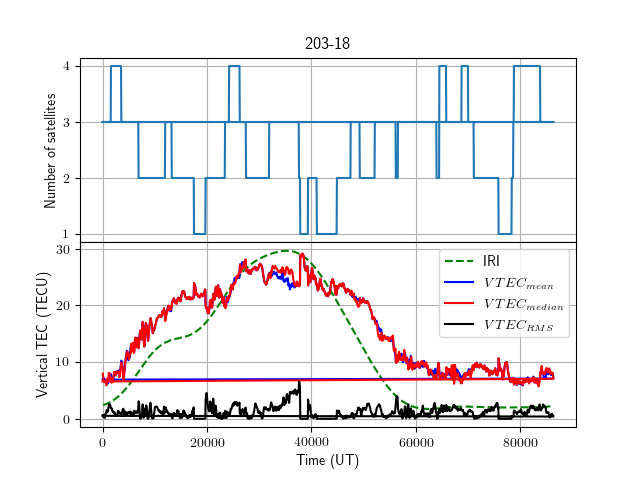 203-18
Number of satellites
4
3
2
1
Vertical TEC (TECU)
30
20
10
0
IRI
VTEC_mean
VTEC_median
VTEC_RMS
0 20000 40000 60000 80000
Time (UT)